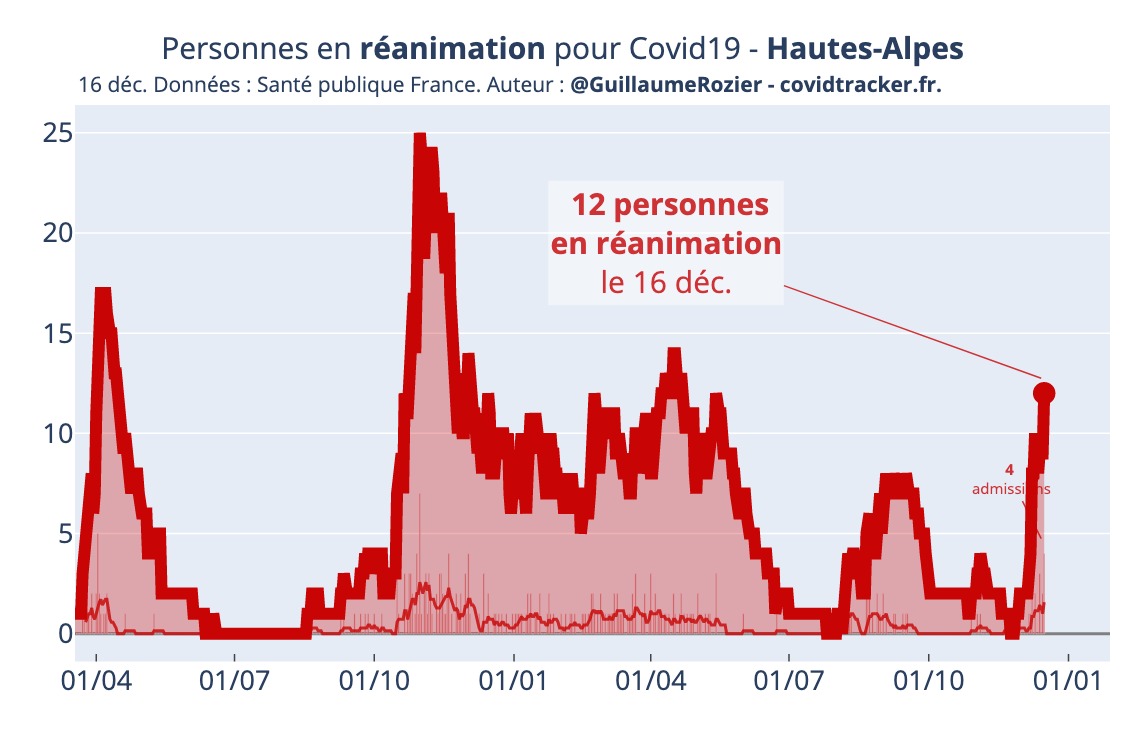 Personnes en réanimation pour Covid19 - Hautes-Alpes
16 déc. Données : Santé publique France. Auteur : @GuillaumeRozier - covidtracker.fr.
25
20
15
10
5
0
12 personnes
en réanimation
le 16 déc.
4
admissions
01/04
01/07
01/10
01/01
01/04
01/07
01/10
01/01